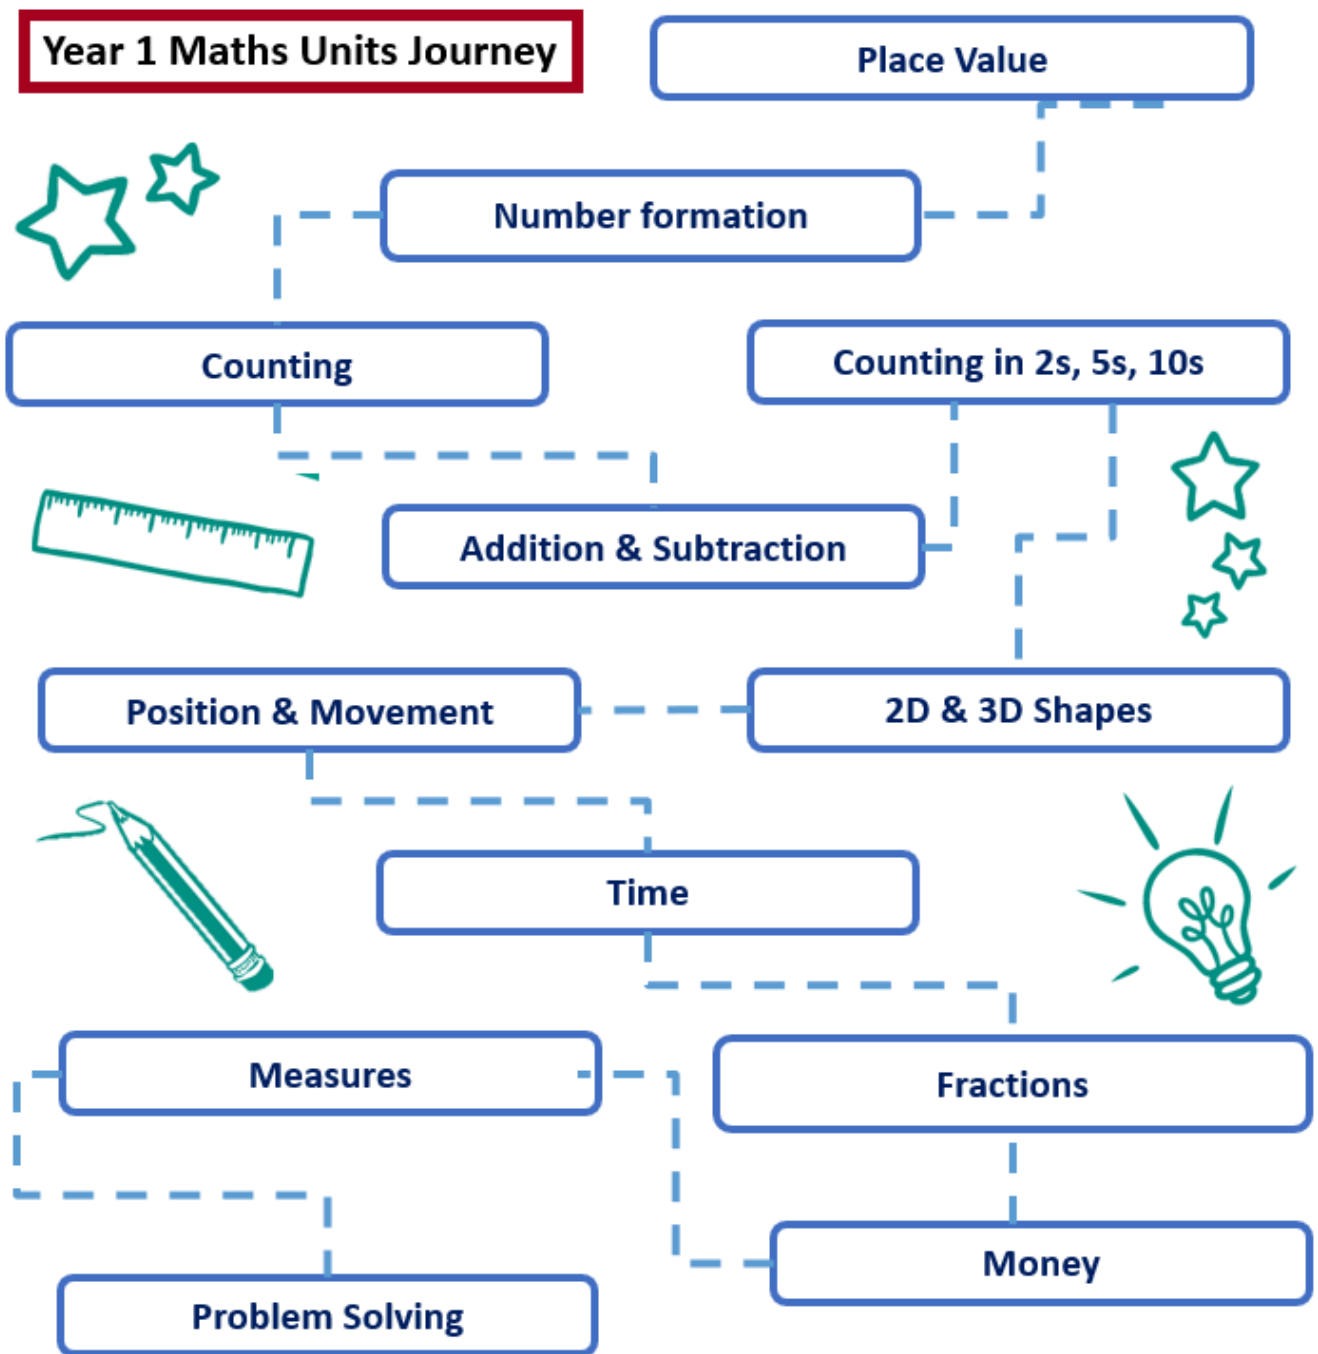 Year 1 Maths Units Journey
Place Value
Number formation
Counting
Counting in 2s, 5s, 10s
Addition & Subtraction
Position & Movement
2D & 3D Shapes
Time
Measures
Fractions
Money
Problem Solving